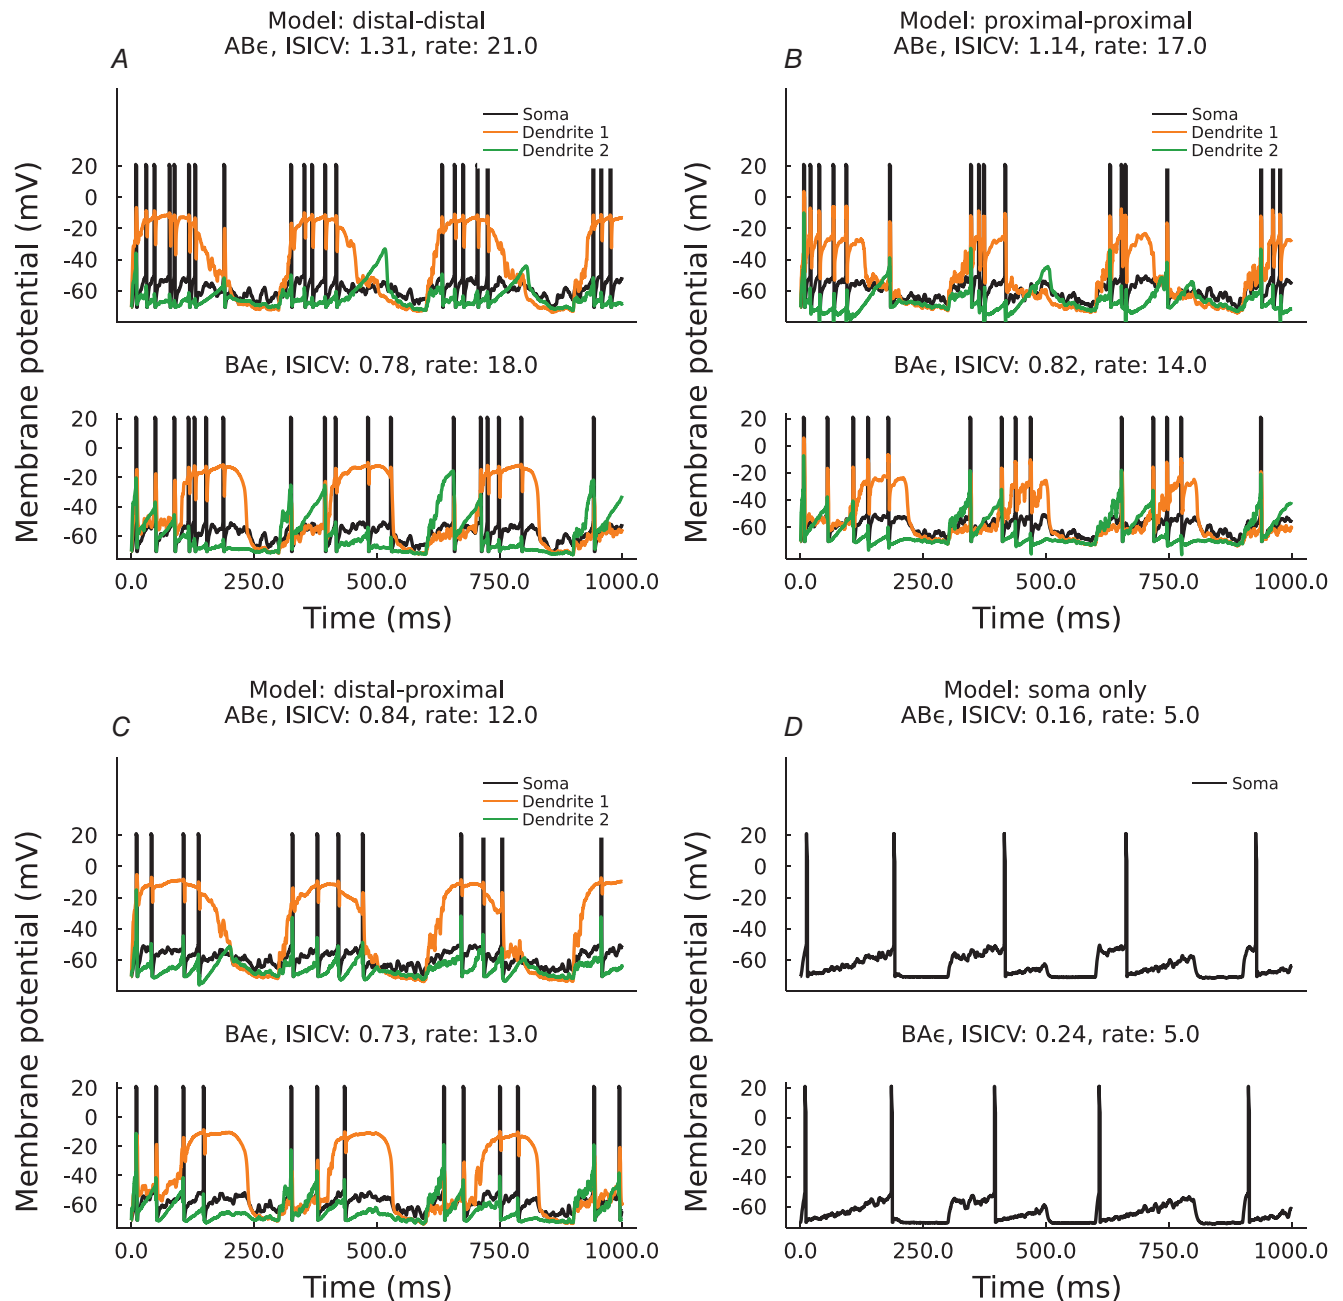 Model: distal-distal
A
ABϵ, ISICV: 1.31, rate: 21.0
Soma
Dendrite 1
Dendrite 2
20
0
-20
-40
-60
Membrane potential (mV)
BAϵ, ISICV: 0.78, rate: 18.0
20
0
-20
-40
-60
0.0 250.0 500.0 750.0 1000.0
Time (ms)
Model: proximal-proximal
B
ABϵ, ISICV: 1.14, rate: 17.0
Soma
Dendrite 1
Dendrite 2
20
0
-20
-40
-60
Membrane potential (mV)
BAϵ, ISICV: 0.82, rate: 14.0
20
0
-20
-40
-60
0.0 250.0 500.0 750.0 1000.0
Time (ms)
Model: distal-proximal
C
ABϵ, ISICV: 0.84, rate: 12.0
Soma
Dendrite 1
Dendrite 2
20
0
-20
-40
-60
Membrane potential (mV)
BAϵ, ISICV: 0.73, rate: 13.0
20
0
-20
-40
-60
0.0 250.0 500.0 750.0 1000.0
Time (ms)
Model: soma only
D
ABϵ, ISICV: 0.16, rate: 5.0
Soma
20
0
-20
-40
-60
Membrane potential (mV)
BAϵ, ISICV: 0.24, rate: 5.0
20
0
-20
-40
-60
0.0 250.0 500.0 750.0 1000.0
Time (ms)